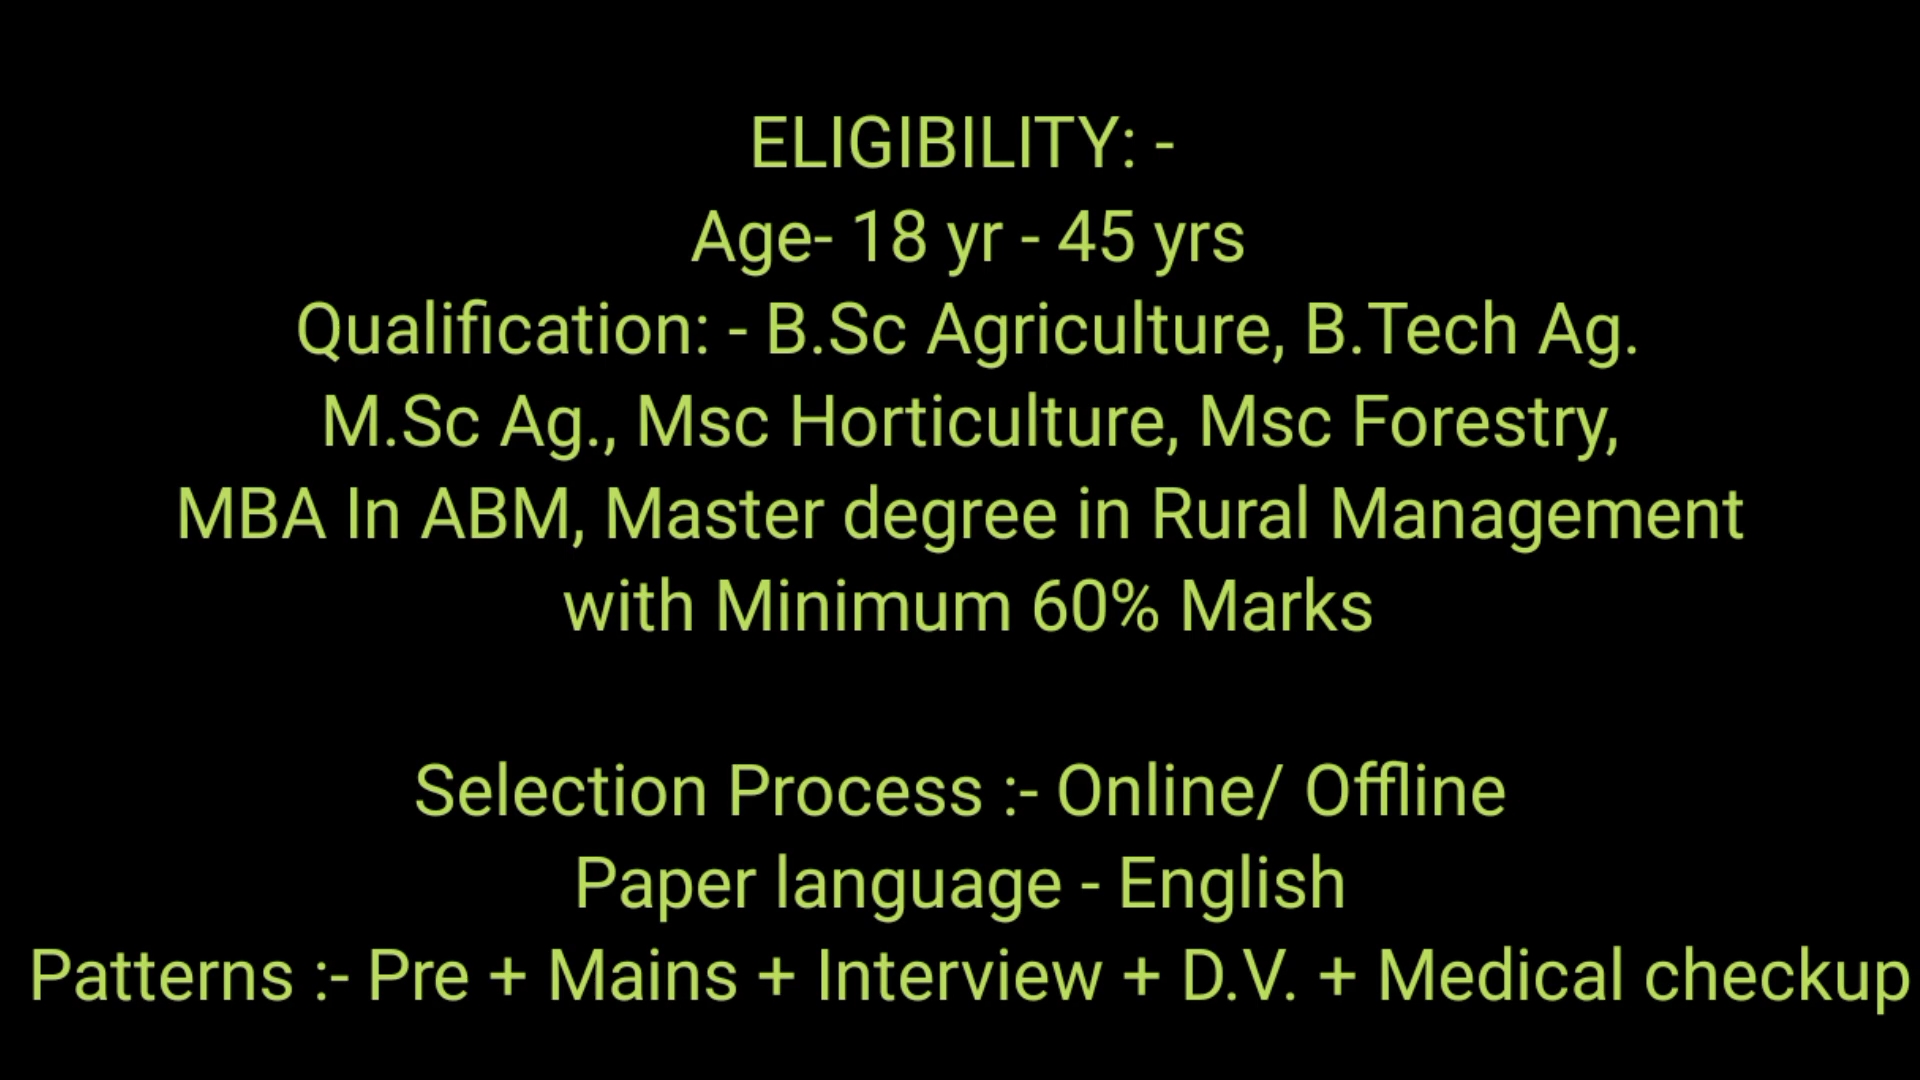 ELIGIBILITY: -
Age- 18 yr - 45 yrs
Qualification: - B.Sc Agriculture, B.Tech Ag.
M.Sc Ag., Msc Horticulture, Msc Forestry,
MBA In ABM, Master degree in Rural Management
with Minimum 60% Marks
Selection Process :- Online/ Offline
Paper language - English
Patterns :- Pre + Mains + Interview + D.V. + Medical checkup